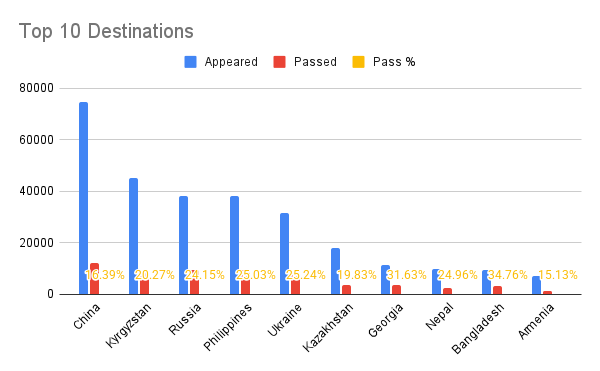 Top 10 Destinations
Appeared Passed Pass %
80000
60000
40000
20000
0
16.39% 20.27% 24.15% 25.03% 25.24% 19.83% 31.63% 24.96% 34.76% 15.13%
China Kyrgyzstan Russia Philippines Ukraine Kazakhstan Georgia Nepal Bangladesh Armenia